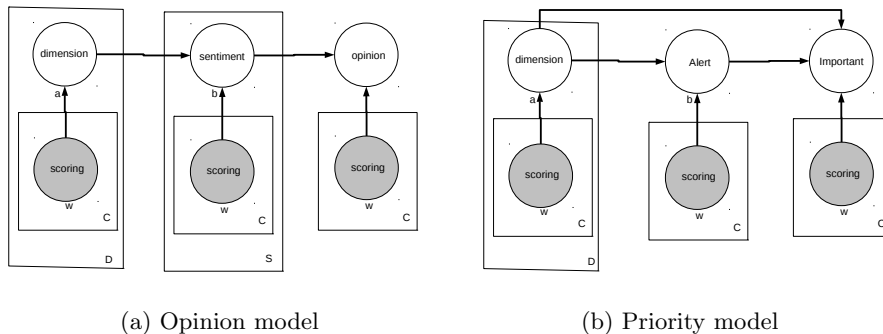 dimension
sentiment
opinion
a
b
scoring
scoring
scoring
w
w
w
C
C
C
D
S
(a) Opinion model
dimension
Alert
Important
a
b
scoring
scoring
scoring
w
w
w
C
C
C
D
(b) Priority model